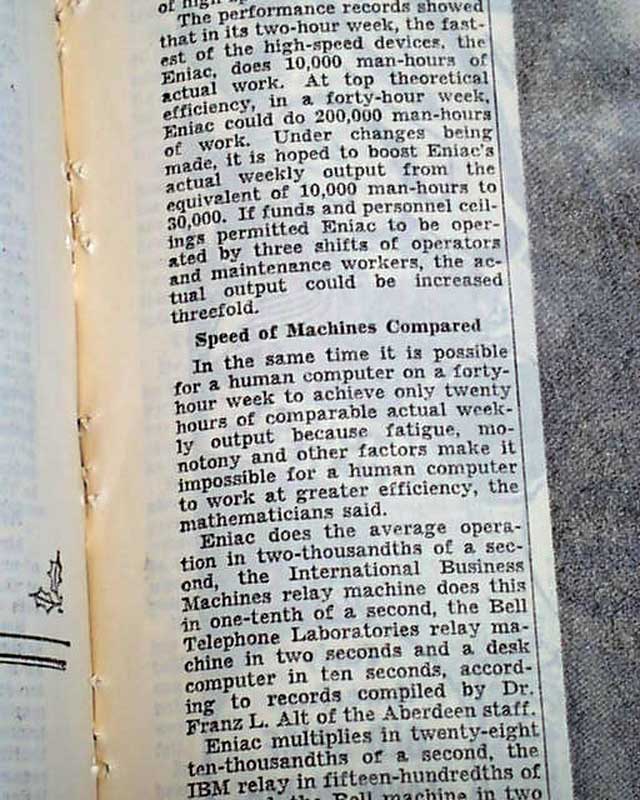 of high
The performance records showed
that in its two-hour week, the fast-
est of the high-speed devices, the
Eniac, does 10,000 man-hours of
actual work. At top theoretical
efficiency, in a forty-hour week,
Eniac could do 200,000 man-hours
of work. Under changes being
made, it is hoped to boost Eniac's
actual weekly output from the
equivalent of 10,000 man-hours to
30,000. If funds and personnel ceil-
ings permitted Eniac to be oper-
ated by three shifts of operators
and maintenance workers, the ac-
tual output could be increased
threefold.
Speed of Machines Compared
In the same time it is possible
for a human computer on a forty-
hour week to achieve only twenty
hours of comparable actual week-
ly output because fatigue, mo-
notony and other factors make it
impossible for a human computer
to work at greater efficiency, the
mathematicians said.
Eniac does the average opera-
tion in two-thousandths of a sec-
ond, the International Business
Machines relay machine does this
in one-tenth of a second, the Bell
Telephone Laboratories relay ma-
chine in two seconds and a desk
computer in ten seconds, accord-
ing to records compiled by Dr.
Franz L. Alt of the Aberdeen staff.
Eniac multiplies in twenty-eight
ten-thousandths of a second, the
IBM relay in fifteen-hundredths of
the Bell machine in two